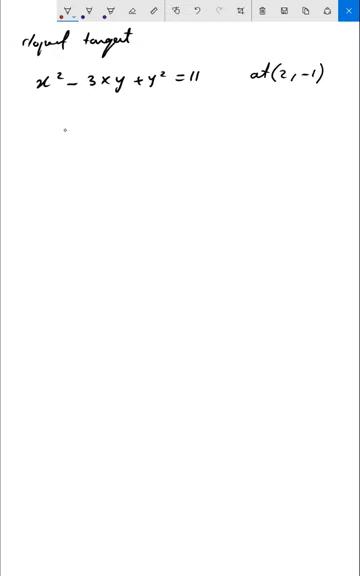 slope of tangent
x² - 3xy + y² = 11 at (2, -1)